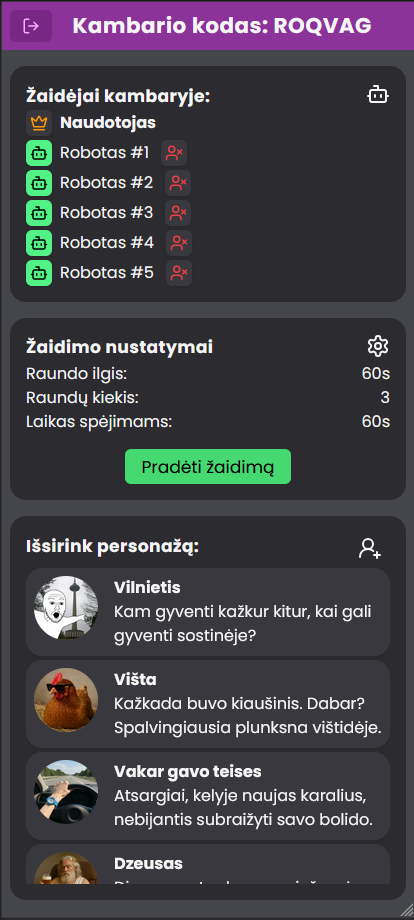 Kambario kodas: ROQVAG
Žaidėjai kambaryje:
Naudotojas
Robotas #1
Robotas #2
Robotas #3
Robotas #4
Robotas #5
Žaidimo nustatymai
Raundo ilgis: 60s
Raundų kiekis: 3
Laikas spėjimams: 60s
Pradėti žaidimą
Išsirink personažą:
Vilnietis
Kam gyventi kažkur kitur, kai gali
gyventi sostinėje?
Višta
Kažkada buvo kiaušinis. Dabar?
Spalvingiausia plunksna vištidėje.
Vakar gavo teises
Atsargiai, kelyje naujas karalius,
nebijantis subraižyti savo bolido.
Dzeusas